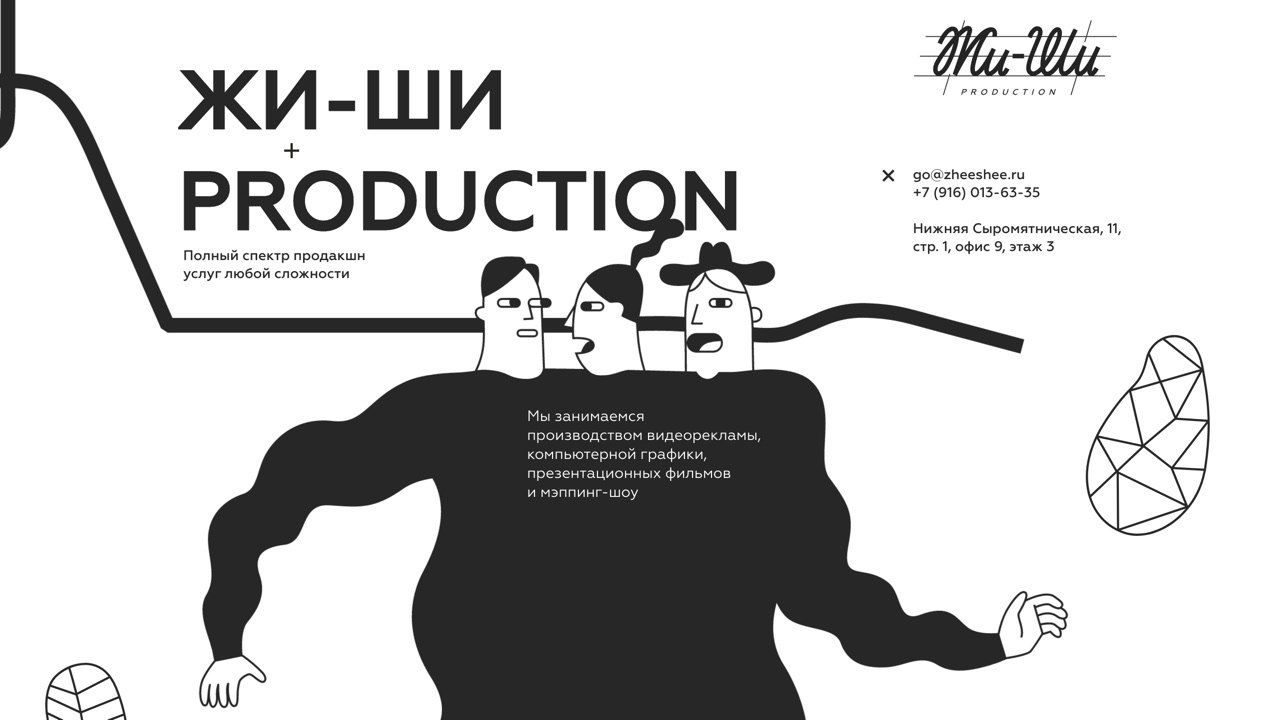 ЖИ-ШИ
+
PRODUCTION
Полный спектр продакшн
услуг любой сложности
Жи-Ши
PRODUCTION
go@zheeshee.ru
+7 (916) 013-63-35
Нижняя Сыромятническая, 11,
стр. 1, офис 9, этаж 3
Мы занимаемся
производством видеорекламы,
компьютерной графики,
презентационных фильмов
и мэппинг-шоу